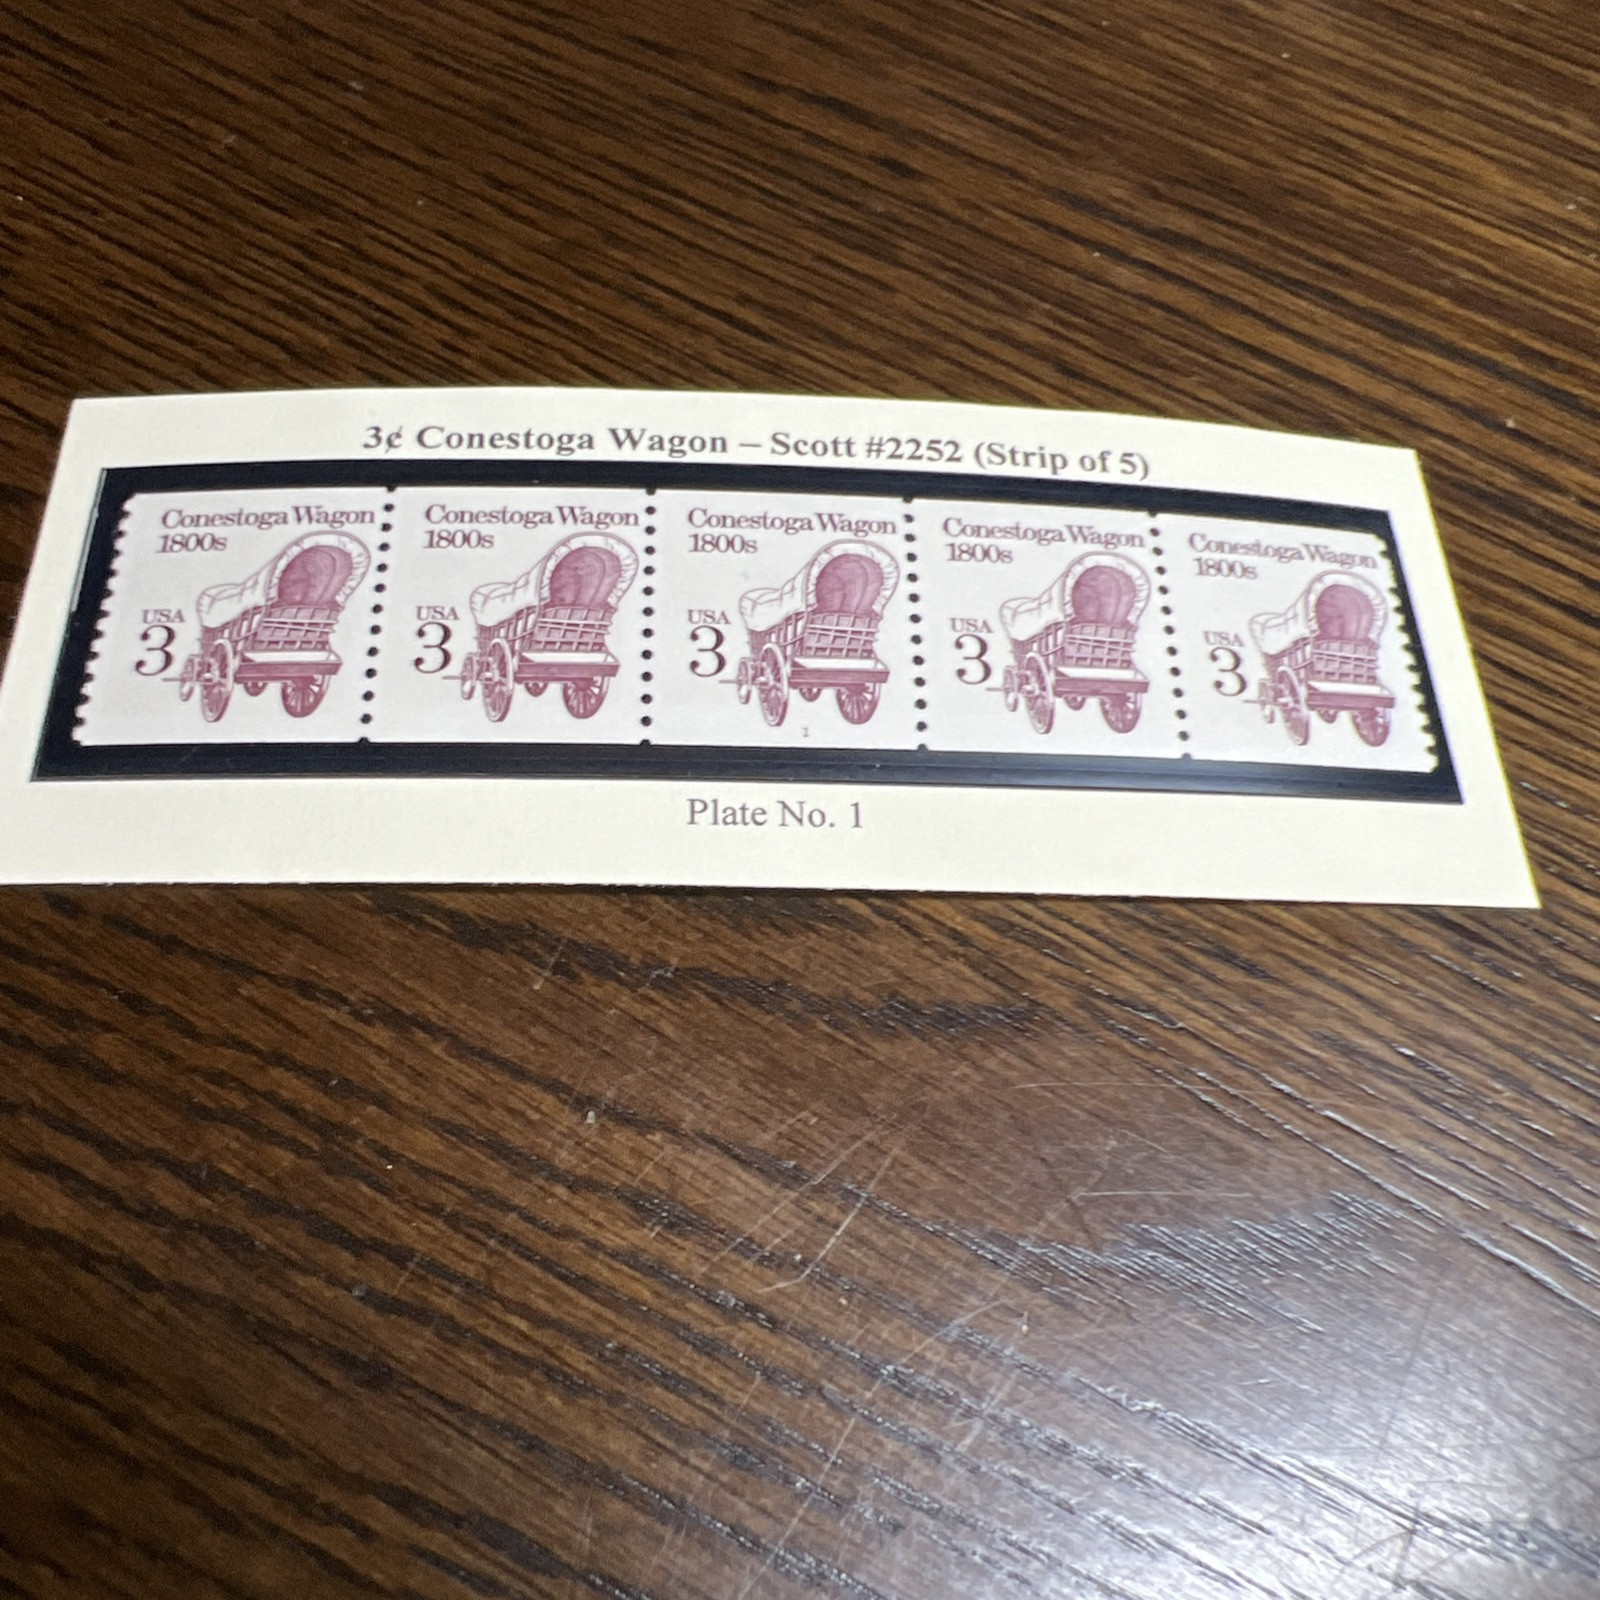 3¢ Conestoga Wagon – Scott #2252 (Strip of 5)
Conestoga Wagon
1800s
USA
3
Conestoga Wagon
1800s
USA
3
Conestoga Wagon
1800s
USA
3
1
Conestoga Wagon
1800s
USA
3
Conestoga Wagon
1800s
USA
3
Plate No. 1